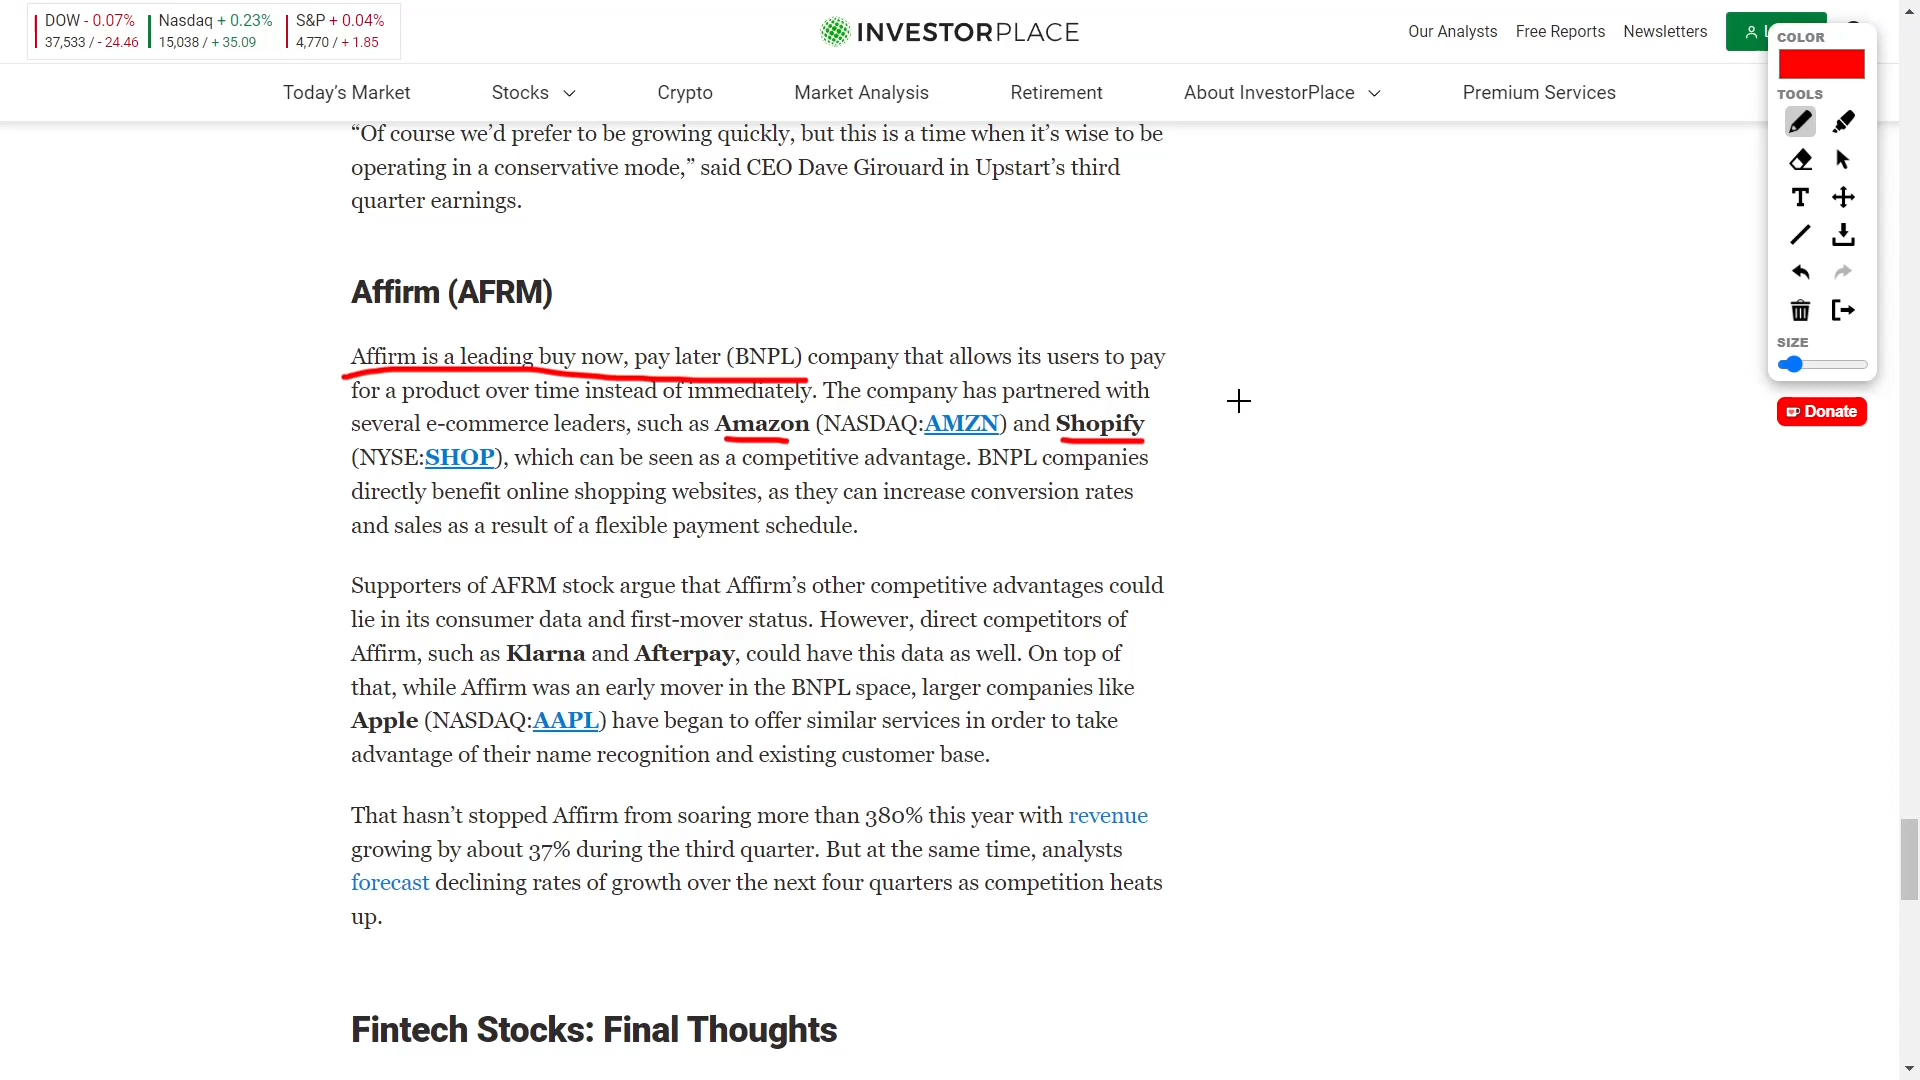 DOW - 0.07%
37,533 / - 24.46
Nasdaq + 0.23%
15,038 / + 35.09
S&P + 0.04%
4,770 / + 1.85
INVESTORPLACE
Our Analysts
Free Reports
Newsletters
Today's Market
Stocks
Crypto
Market Analysis
Retirement
About InvestorPlace
Premium Services
COLOR
TOOLS
SIZE
Donate
“Of course we’d prefer to be growing quickly, but this is a time when it’s wise to be
operating in a conservative mode,” said CEO Dave Girouard in Upstart’s third
quarter earnings.
Affirm (AFRM)
Affirm is a leading buy now, pay later (BNPL) company that allows its users to pay
for a product over time instead of immediately. The company has partnered with
several e-commerce leaders, such as Amazon (NASDAQ:AMZN) and Shopify
(NYSE:SHOP), which can be seen as a competitive advantage. BNPL companies
directly benefit online shopping websites, as they can increase conversion rates
and sales as a result of a flexible payment schedule.
Supporters of AFRM stock argue that Affirm’s other competitive advantages could
lie in its consumer data and first-mover status. However, direct competitors of
Affirm, such as Klarna and Afterpay, could have this data as well. On top of
that, while Affirm was an early mover in the BNPL space, larger companies like
Apple (NASDAQ:AAPL) have began to offer similar services in order to take
advantage of their name recognition and existing customer base.
That hasn’t stopped Affirm from soaring more than 380% this year with revenue
growing by about 37% during the third quarter. But at the same time, analysts
forecast declining rates of growth over the next four quarters as competition heats
up.
Fintech Stocks: Final Thoughts